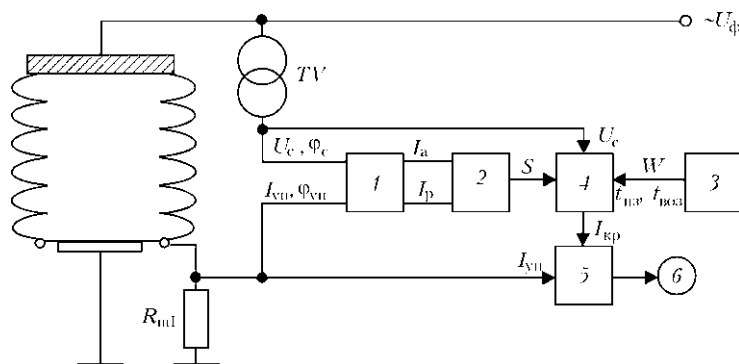 ~Uф
TV
Uс
Uс, φс
Iа
W
1
2
S
4
3
Iуп, φуп
Iр
tиз, tвоз
Iкр
Iуп
5
6
Rш1